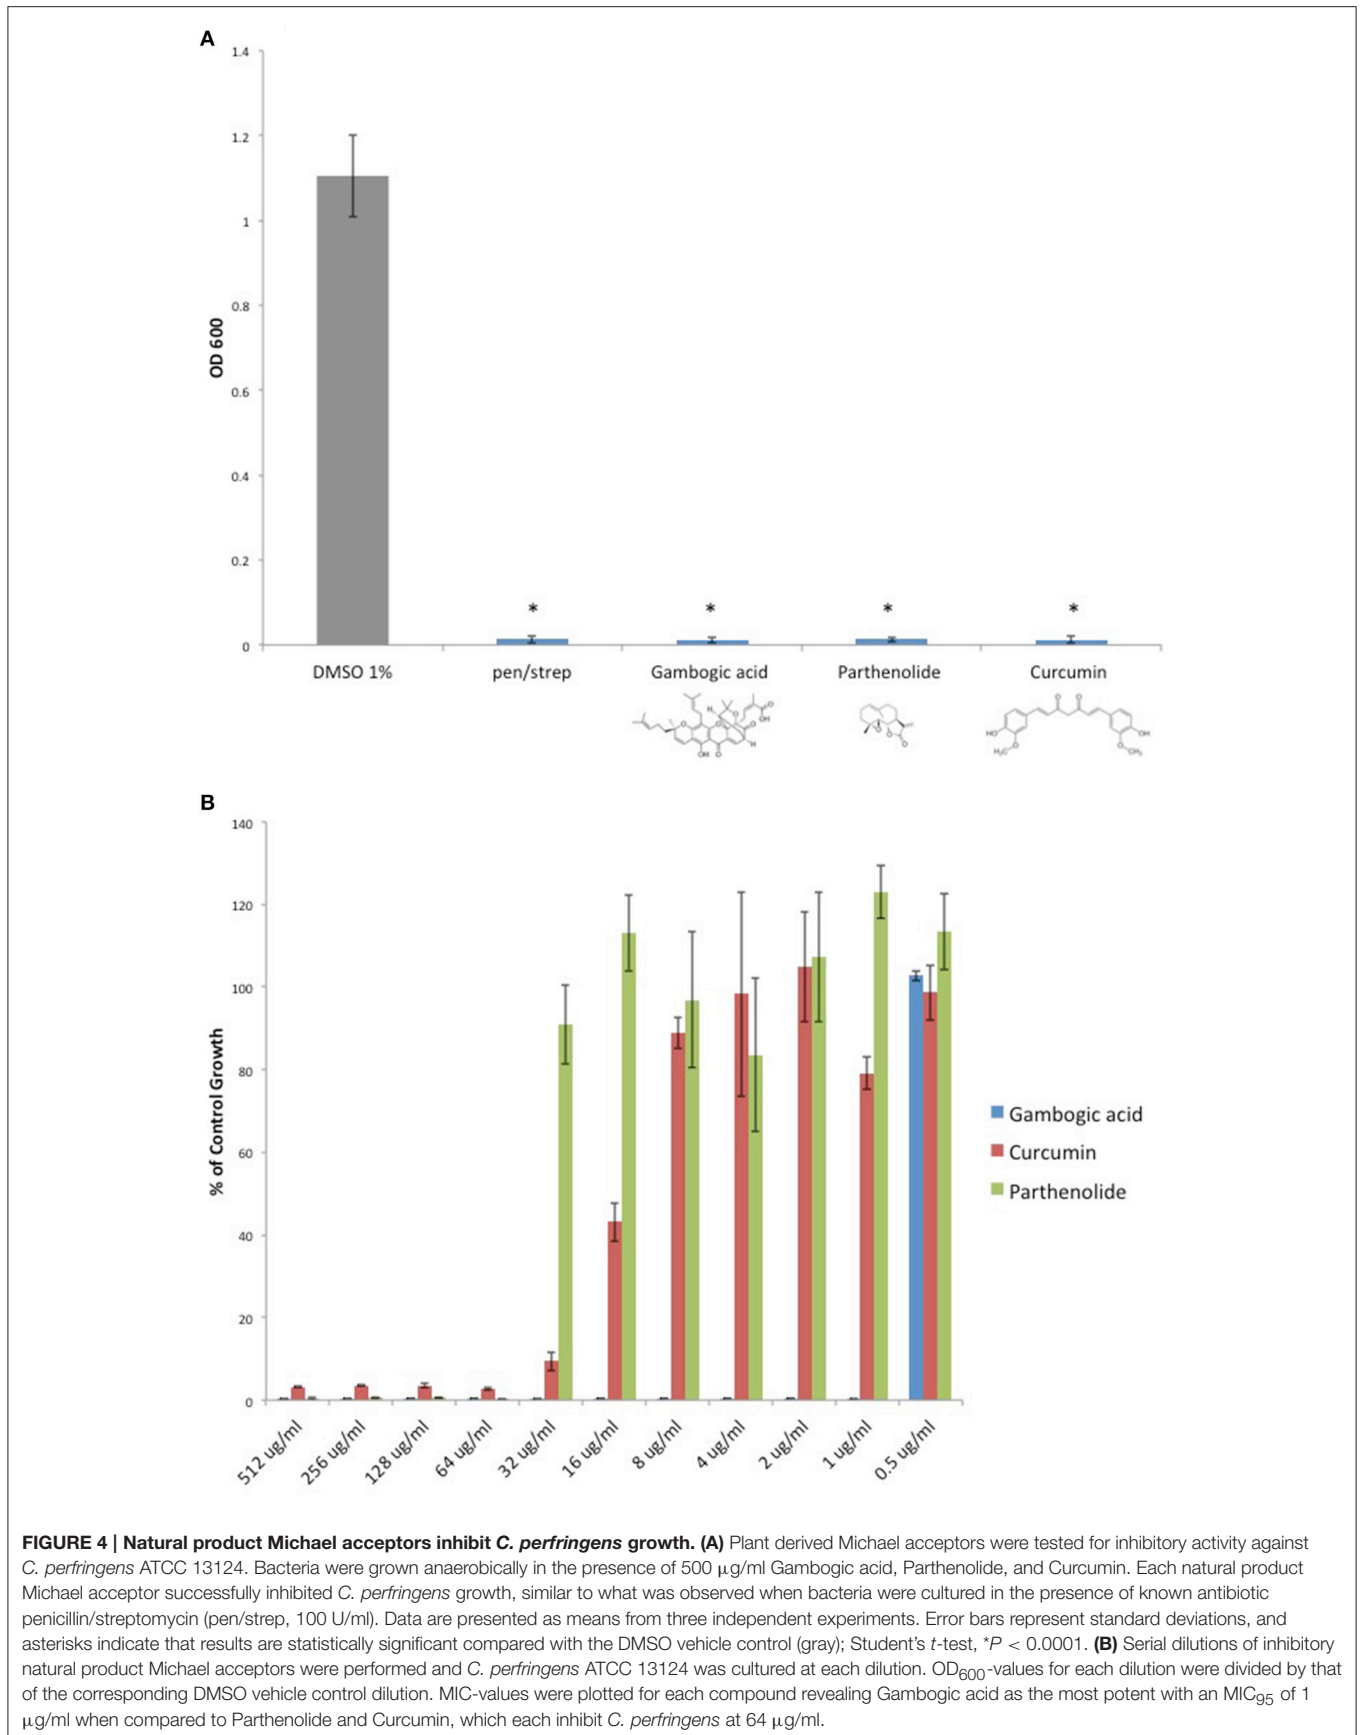 A
1.4
1.2
1
0.8
0.6
0.4
0.2
0
OD 600
* * * *
DMSO 1% pen/strep Gambogic acid Parthenolide Curcumin
B
140
120
100
80
60
40
20
0
% of Control Growth
Gambogic acid
Curcumin
Parthenolide
512 ug/ml 256 ug/ml 128 ug/ml 64 ug/ml 32 ug/ml 16 ug/ml 8 ug/ml 4 ug/ml 2 ug/ml 1 ug/ml 0.5 ug/ml
FIGURE 4 | Natural product Michael acceptors inhibit C. perfringens growth. (A) Plant derived Michael acceptors were tested for inhibitory activity against
C. perfringens ATCC 13124. Bacteria were grown anaerobically in the presence of 500 μg/ml Gambogic acid, Parthenolide, and Curcumin. Each natural product
Michael acceptor successfully inhibited C. perfringens growth, similar to what was observed when bacteria were cultured in the presence of known antibiotic
penicillin/streptomycin (pen/strep, 100 U/ml). Data are presented as means from three independent experiments. Error bars represent standard deviations, and
asterisks indicate that results are statistically significant compared with the DMSO vehicle control (gray); Student's t-test, *P < 0.0001. (B) Serial dilutions of inhibitory
natural product Michael acceptors were performed and C. perfringens ATCC 13124 was cultured at each dilution. OD600-values for each dilution were divided by that
of the corresponding DMSO vehicle control dilution. MIC-values were plotted for each compound revealing Gambogic acid as the most potent with an MIC95 of 1
μg/ml when compared to Parthenolide and Curcumin, which each inhibit C. perfringens at 64 μg/ml.